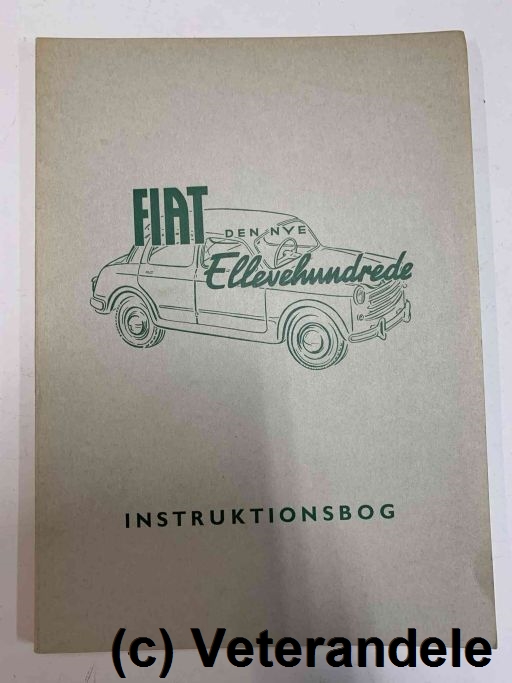 FIAT
DEN NYE
Ellevehundrede
INSTRUKTIONSBOG
(c) Veterandele